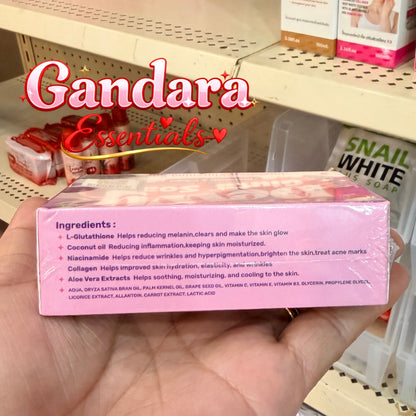 Gandara
Essentials
SNAIL
WHITE
Ingredients :
+ L-Glutathione Helps reducing melanin,clears and make the skin glow
+ Coconut oil Reducing inflammation,keeping skin moisturized.
+ Niacinamide Helps reduce wrinkles and hyperpigmentation,brighten the skin,treat acne marks
Collagen Helps improved skin hydration, elasticity, and wrinkles
+ Aloe Vera Extracts Helps soothing, moisturizing, and cooling to the skin.
+ AQUA, ORYZA SATIVA BRAN OIL, PALM KERNEL OIL, GRAPE SEED OIL, VITAMIN C, VITAMIN E, VITAMIN B3, GLYCERIN, PROPYLENE GLYCOL,
LICORICE EXTRACT, ALLANTOIN, CARROT EXTRACT, LACTIC ACID